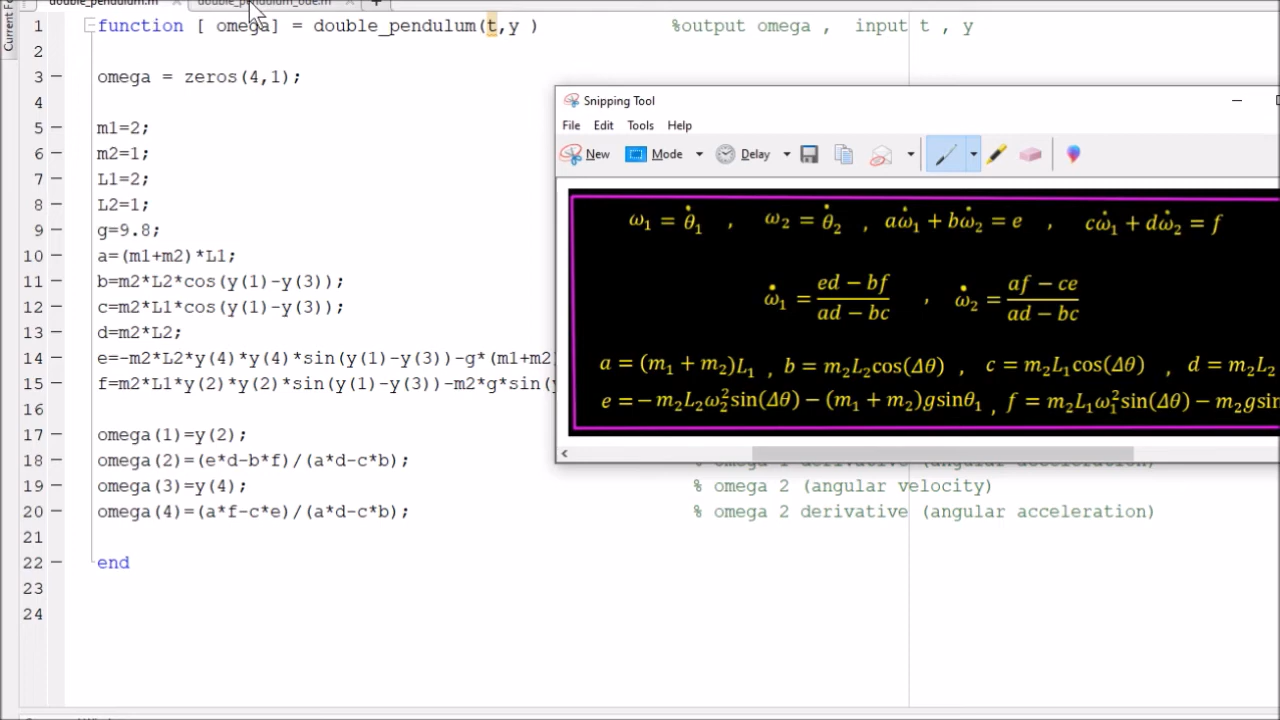 double_pendulum.m double_pendulum_ode.m +
Current Fo
1 function [ omega] = double_pendulum(t,y ) %output omega , input t , y
2
3 omega = zeros(4,1);
4
5 m1=2;
6 m2=1;
7 L1=2;
8 L2=1;
9 g=9.8;
10 a=(m1+m2)*L1;
11 b=m2*L2*cos(y(1)-y(3));
12 c=m2*L1*cos(y(1)-y(3));
13 d=m2*L2;
14 e=-m2*L2*y(4)*y(4)*sin(y(1)-y(3))-g*(m1+m2)
15 f=m2*L1*y(2)*y(2)*sin(y(1)-y(3))-m2*g*sin(y
16
17 omega(1)=y(2);
18 omega(2)=(e*d-b*f)/(a*d-c*b); % omega 1 derivative (angular acceleration)
19 omega(3)=y(4); % omega 2 (angular velocity)
20 omega(4)=(a*f-c*e)/(a*d-c*b); % omega 2 derivative (angular acceleration)
21
22 end
23
24
Snipping Tool
File Edit Tools Help
New Mode Delay
ω₁ = θ̇₁ , ω₂ = θ̇₂ , aω̇₁ + bω̇₂ = e , cω̇₁ + dω̇₂ = f
ω̇₁ = (ed − bf)/(ad − bc) , ω̇₂ = (af − ce)/(ad − bc)
a = (m₁ + m₂)L₁ , b = m₂L₂cos(Δθ) , c = m₂L₁cos(Δθ) , d = m₂L₂
e = − m₂L₂ω₂²sin(Δθ) − (m₁ + m₂)gsinθ₁ , f = m₂L₁ω₁²sin(Δθ) − m₂gsin